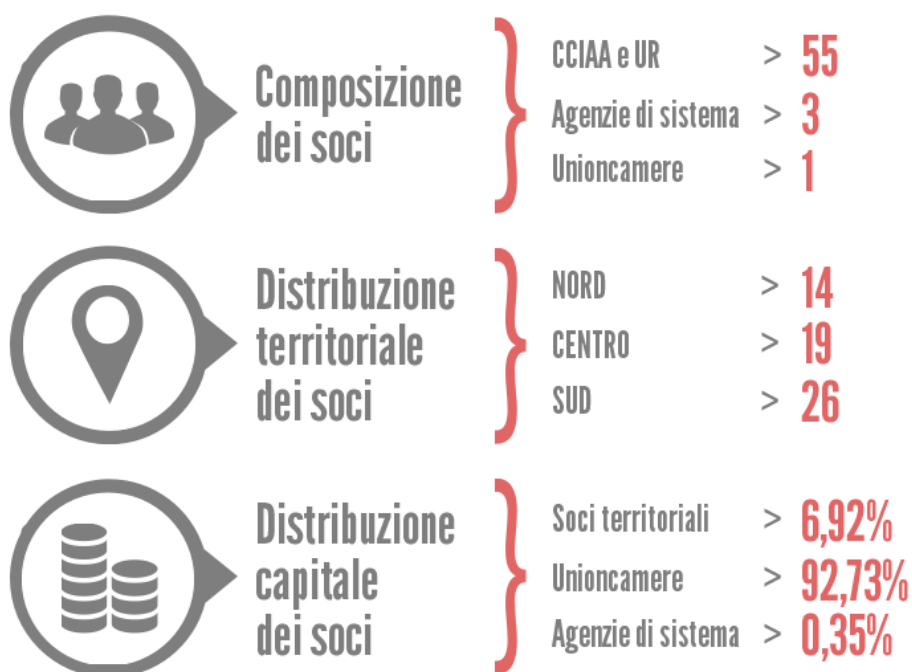 Composizione
dei soci
CCIAA e UR > 55
Agenzie di sistema > 3
Unioncamere > 1
Distribuzione
territoriale
dei soci
NORD > 14
CENTRO > 19
SUD > 26
Distribuzione
capitale
dei soci
Soci territoriali > 6,92%
Unioncamere > 92,73%
Agenzie di sistema > 0,35%